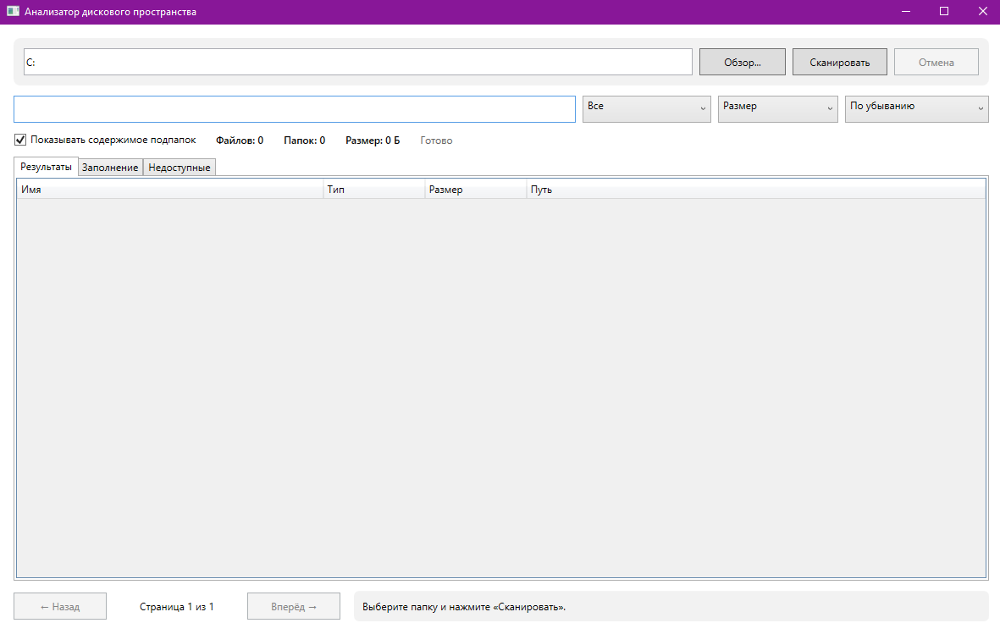 Анализатор дискового пространства
C: Обзор... Сканировать Отмена
Все Размер По убыванию
Показывать содержимое подпапок Файлов: 0 Папок: 0 Размер: 0 Б Готово
Результаты Заполнение Недоступные
Имя Тип Размер Путь
← Назад Страница 1 из 1 Вперёд → Выберите папку и нажмите «Сканировать».